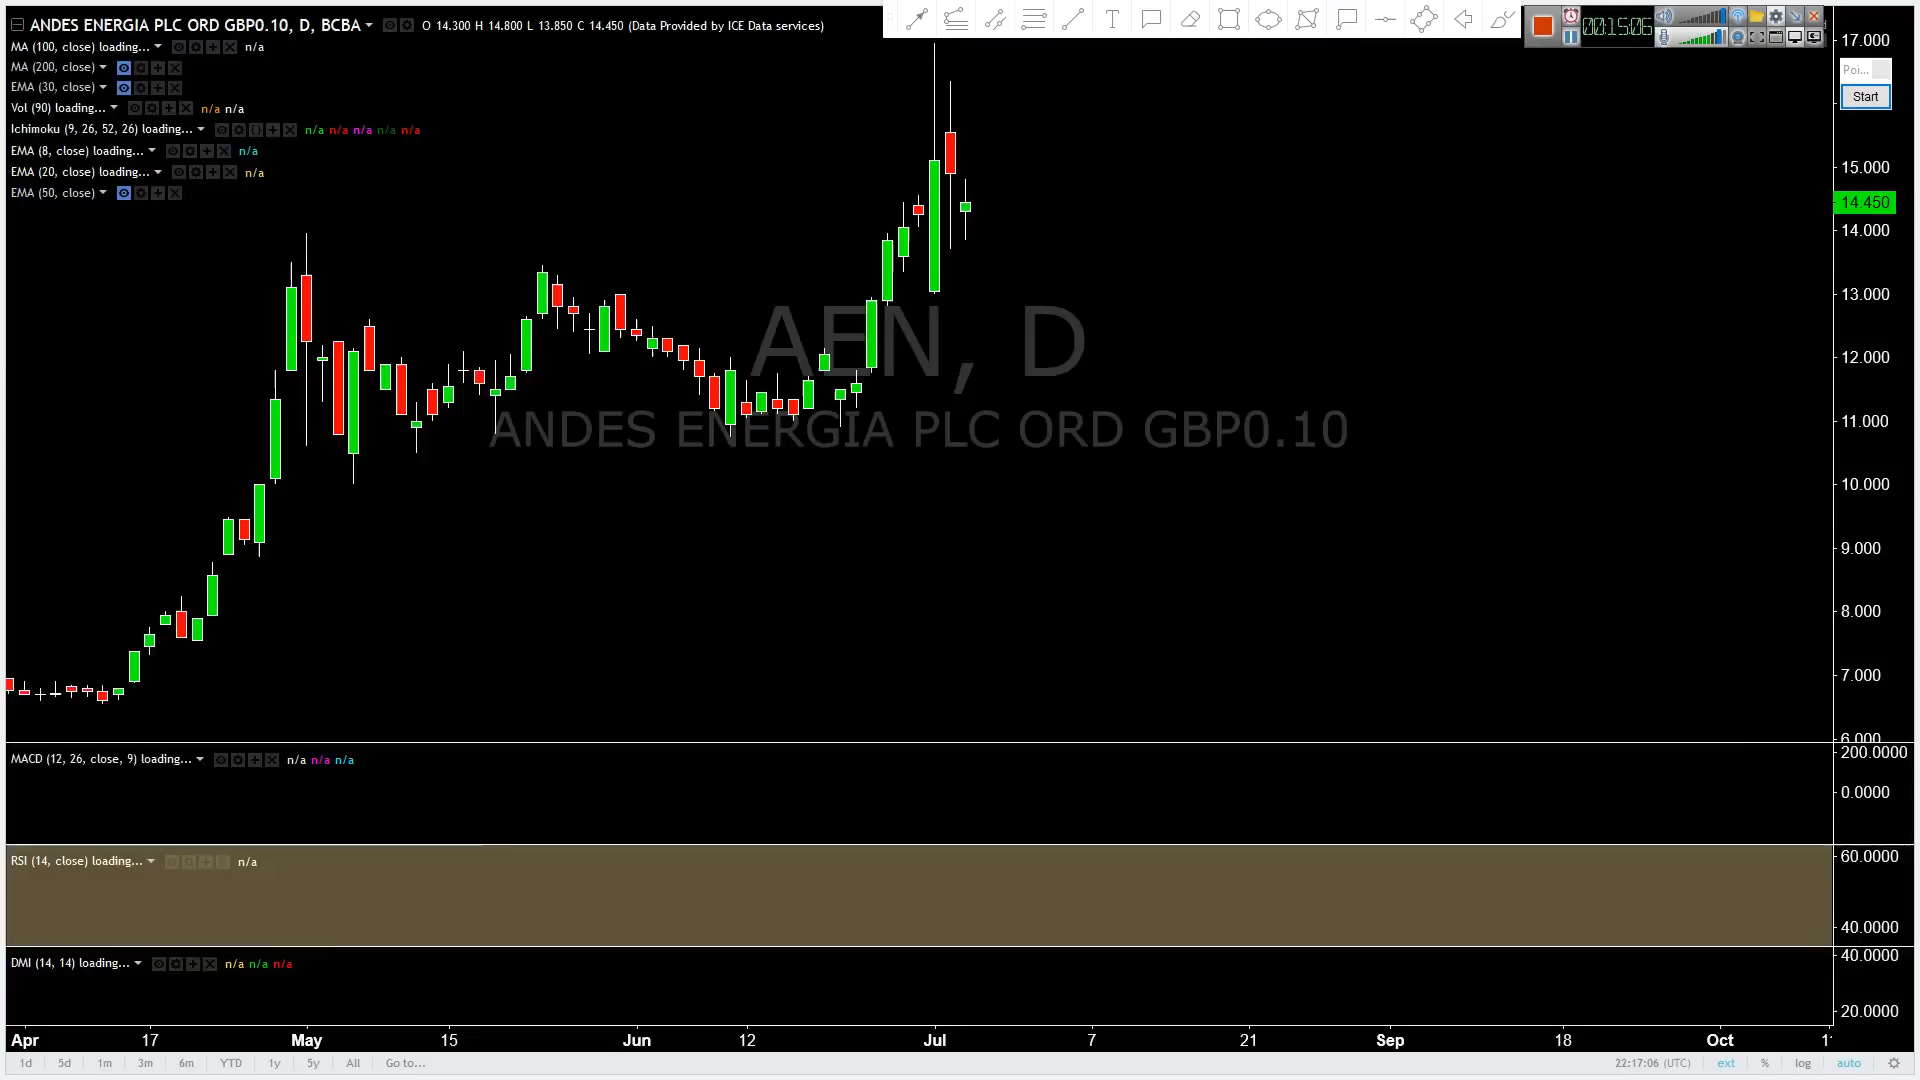 ANDES ENERGIA PLC ORD GBP0.10, D, BCBA O 14.300 H 14.800 L 13.850 C 14.450 (Data Provided by ICE Data services)
00:15:06
MA (100, close) loading... n/a
MA (200, close)
EMA (30, close)
Vol (90) loading... n/a n/a
Ichimoku (9, 26, 52, 26) loading... n/a n/a n/a n/a n/a
EMA (8, close) loading... n/a
EMA (20, close) loading... n/a
EMA (50, close)
17.000
Poi...
Start
15.000
14.450
14.000
13.000
12.000
11.000
10.000
9.000
8.000
7.000
6.000
AEN, D
ANDES ENERGIA PLC ORD GBP0.10
MACD (12, 26, close, 9) loading... n/a n/a n/a
200.0000
0.0000
RSI (14, close) loading... n/a
60.0000
40.0000
DMI (14, 14) loading... n/a n/a n/a
40.0000
20.0000
Apr 17 May 15 Jun 12 Jul 7 21 Sep 18 Oct
1d 5d 1m 3m 6m YTD 1y 5y All Go to... 22:17:06 (UTC) ext % log auto